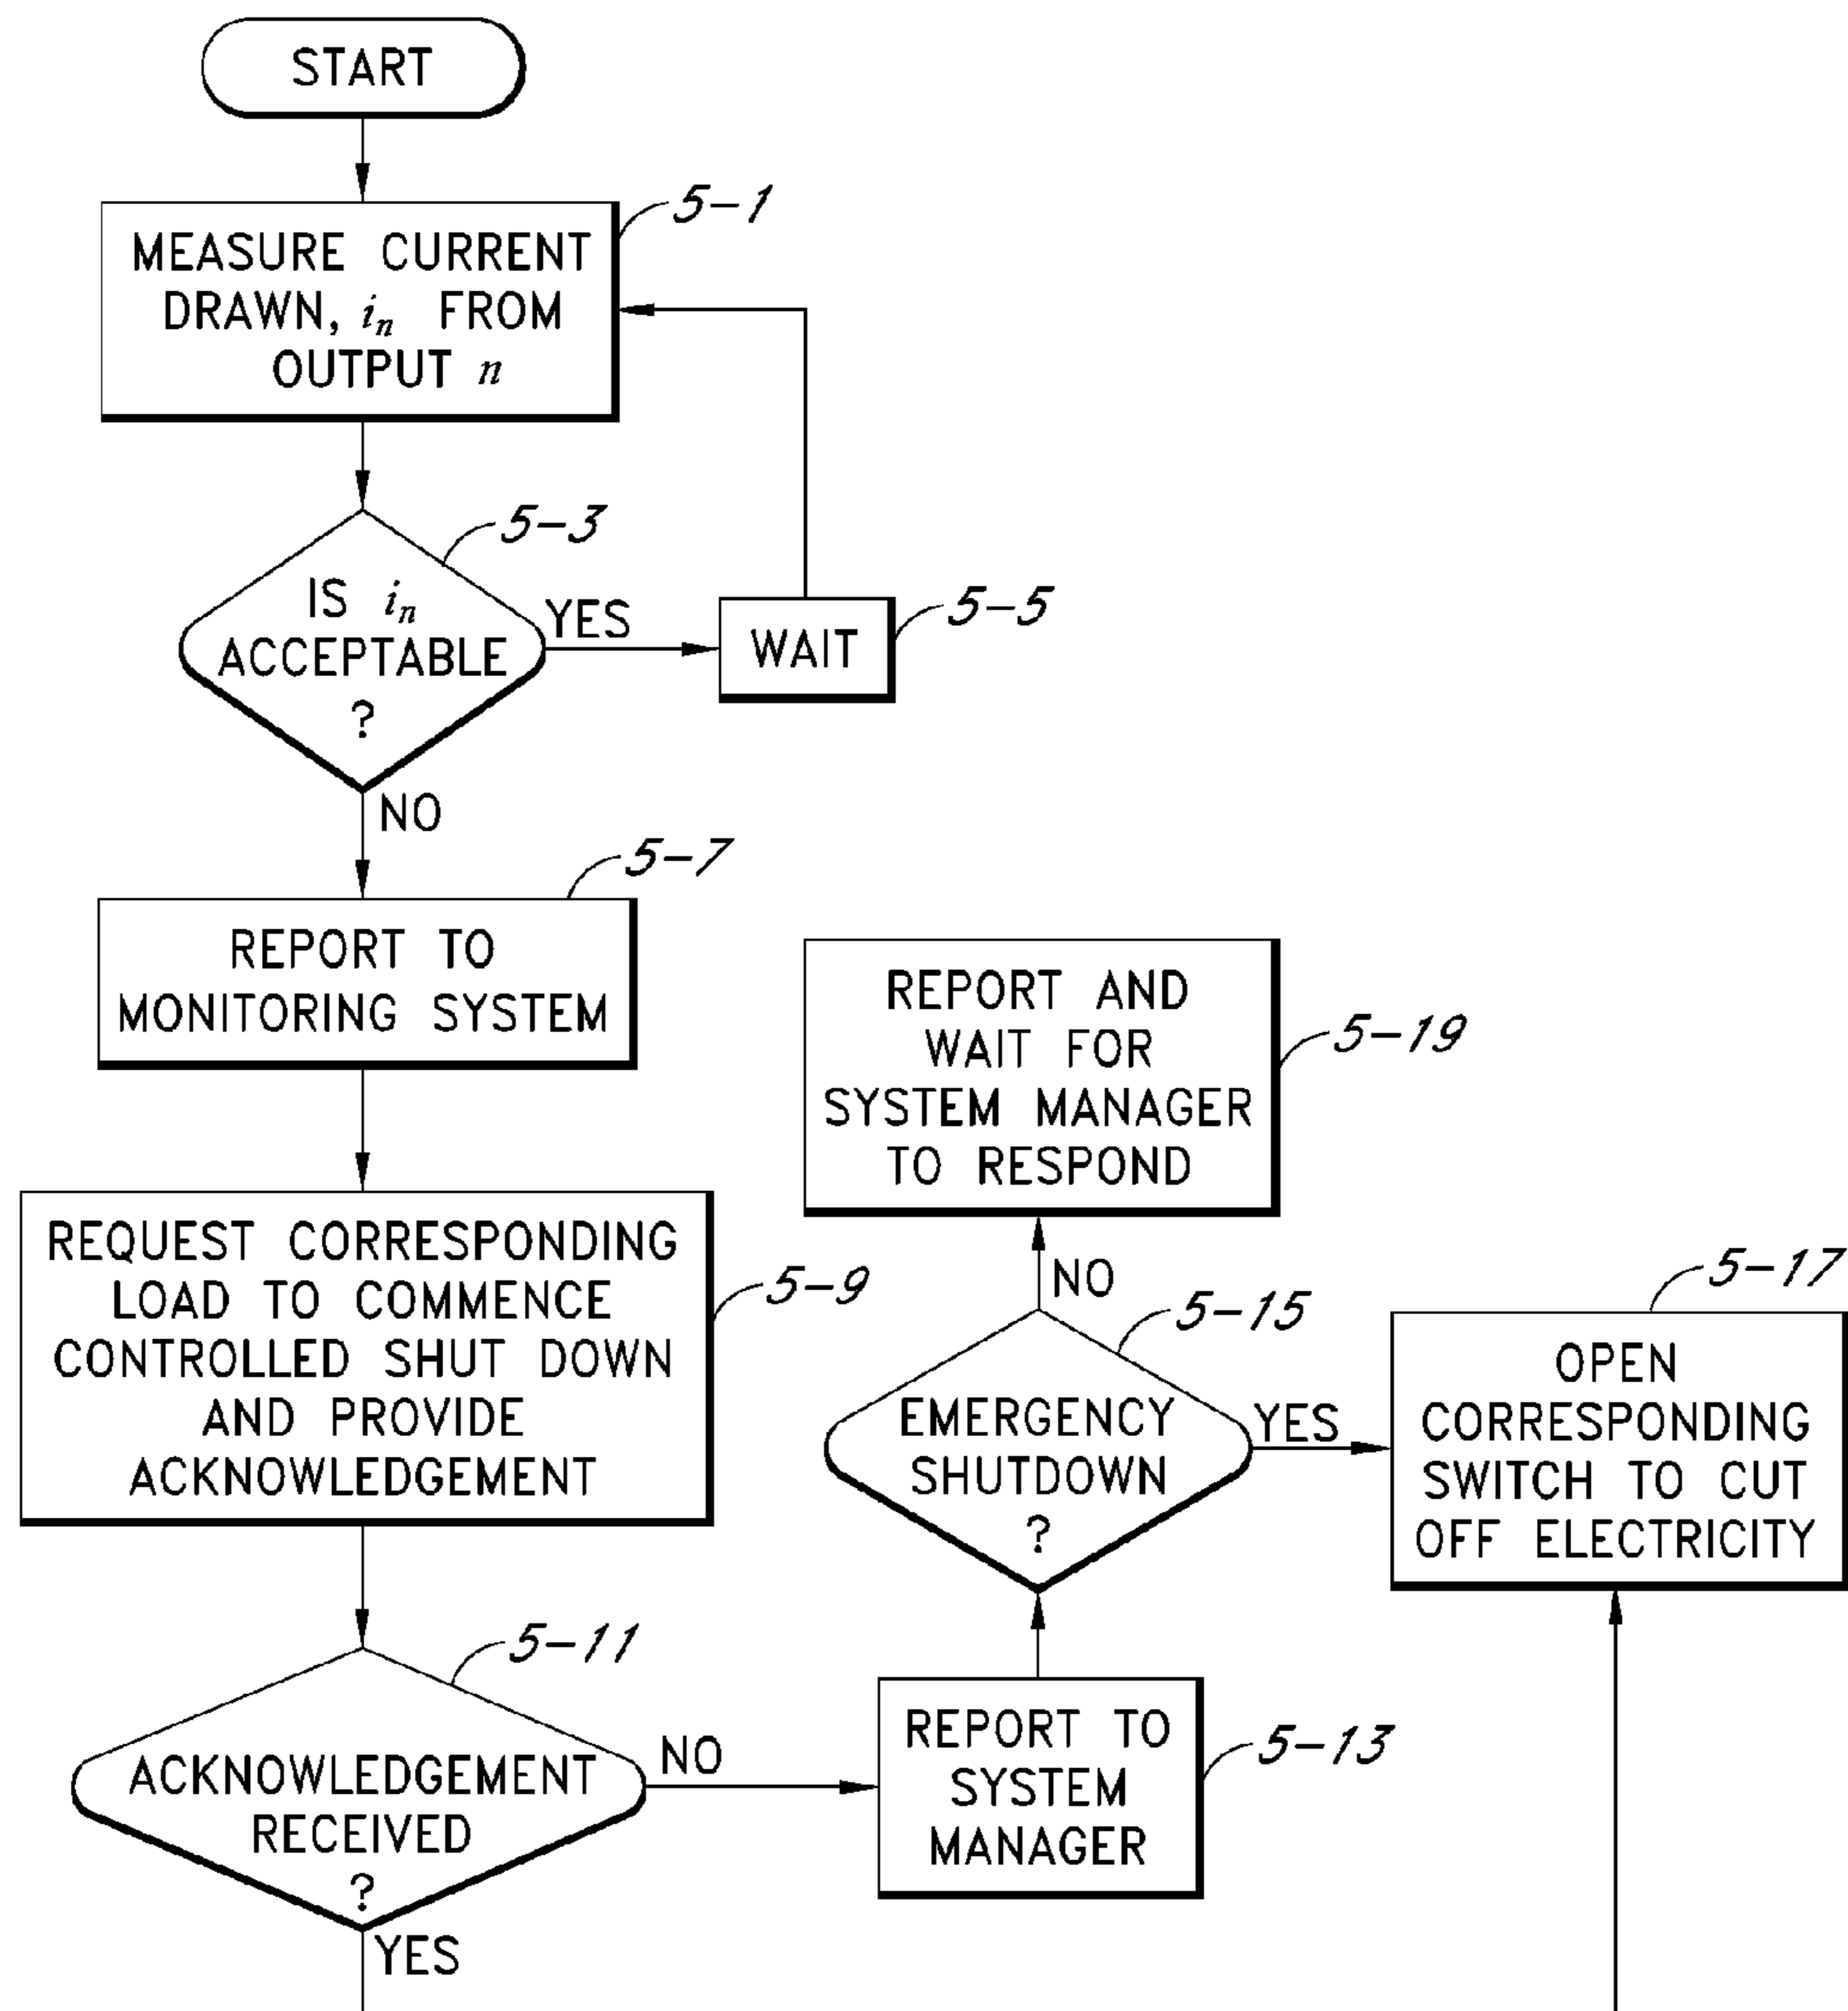 START
5-1
MEASURE CURRENT
DRAWN, in FROM
OUTPUT n
5-3
IS in
ACCEPTABLE
?
YES
5-5
WAIT
NO
5-7
REPORT TO
MONITORING SYSTEM
REPORT AND
WAIT FOR
SYSTEM MANAGER
TO RESPOND
5-19
REQUEST CORRESPONDING
LOAD TO COMMENCE
CONTROLLED SHUT DOWN
AND PROVIDE
ACKNOWLEDGEMENT
5-9
NO
5-15
EMERGENCY
SHUTDOWN
?
YES
5-17
OPEN
CORRESPONDING
SWITCH TO CUT
OFF ELECTRICITY
5-11
ACKNOWLEDGEMENT
RECEIVED
?
NO
REPORT TO
SYSTEM
MANAGER
5-13
YES